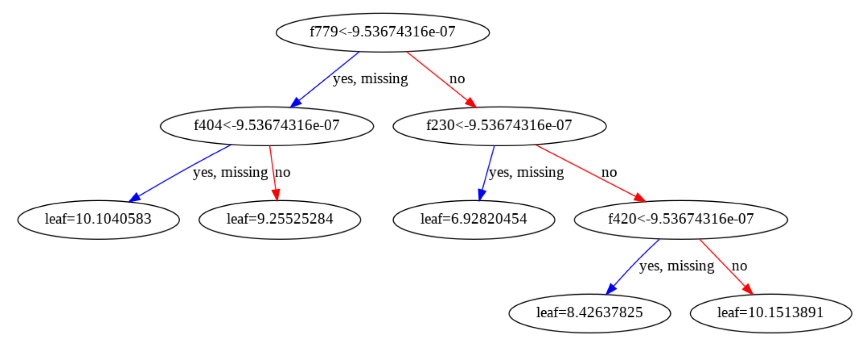 f779<-9.53674316e-07
yes, missing
no
f404<-9.53674316e-07
f230<-9.53674316e-07
yes, missing
no
yes, missing
no
leaf=10.1040583
leaf=9.25525284
leaf=6.92820454
f420<-9.53674316e-07
yes, missing
no
leaf=8.42637825
leaf=10.1513891